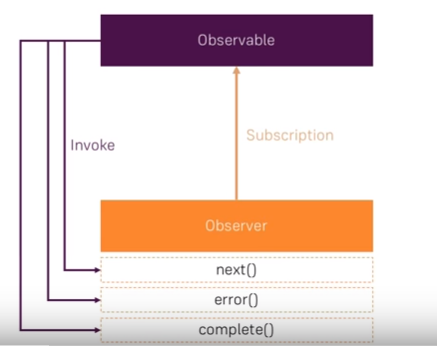 Observable
Subscription
Invoke
Observer
next()
error()
complete()